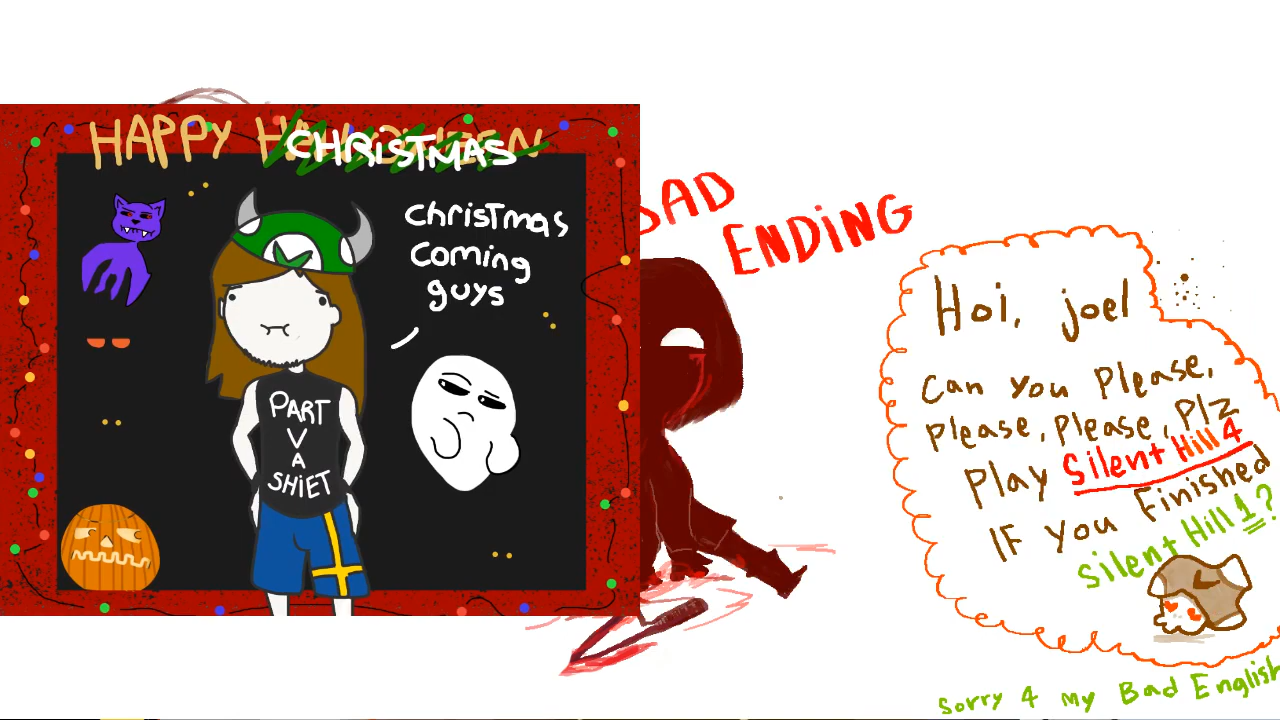 HAPPY HALLOWEEN
CHRISTMAS
Christmas
Coming
guys
PART
V
A
SHIET
BAD
ENDING
Hoi, joel
Can you Please,
Please, Please, Plz
Play Silent Hill 4
IF you Finished
Silent Hill 1?
Sorry 4 my Bad English